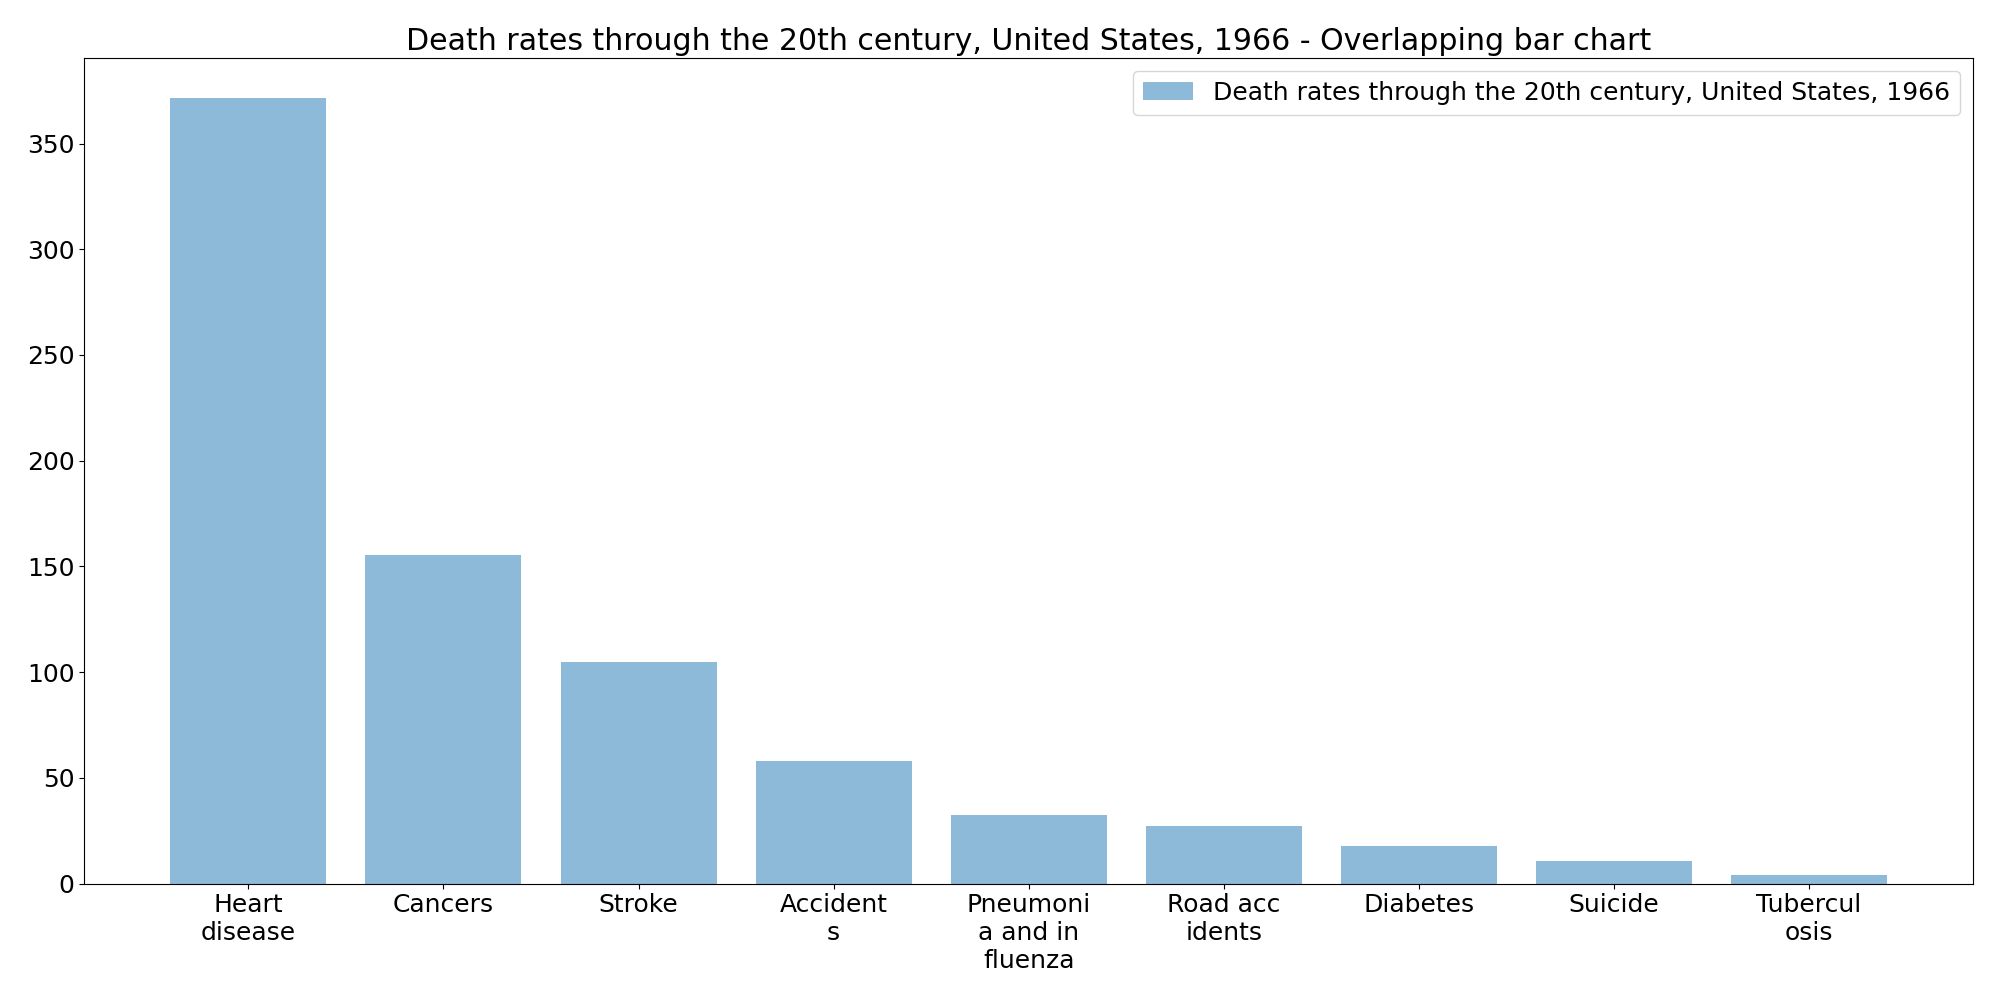 Death rates through the 20th century, United States, 1966 - Overlapping bar chart
Death rates through the 20th century, United States, 1966
350
300
250
200
150
100
50
0
Heart
disease
Cancers
Stroke
Accident
s
Pneumoni
a and in
fluenza
Road acc
idents
Diabetes
Suicide
Tubercul
osis